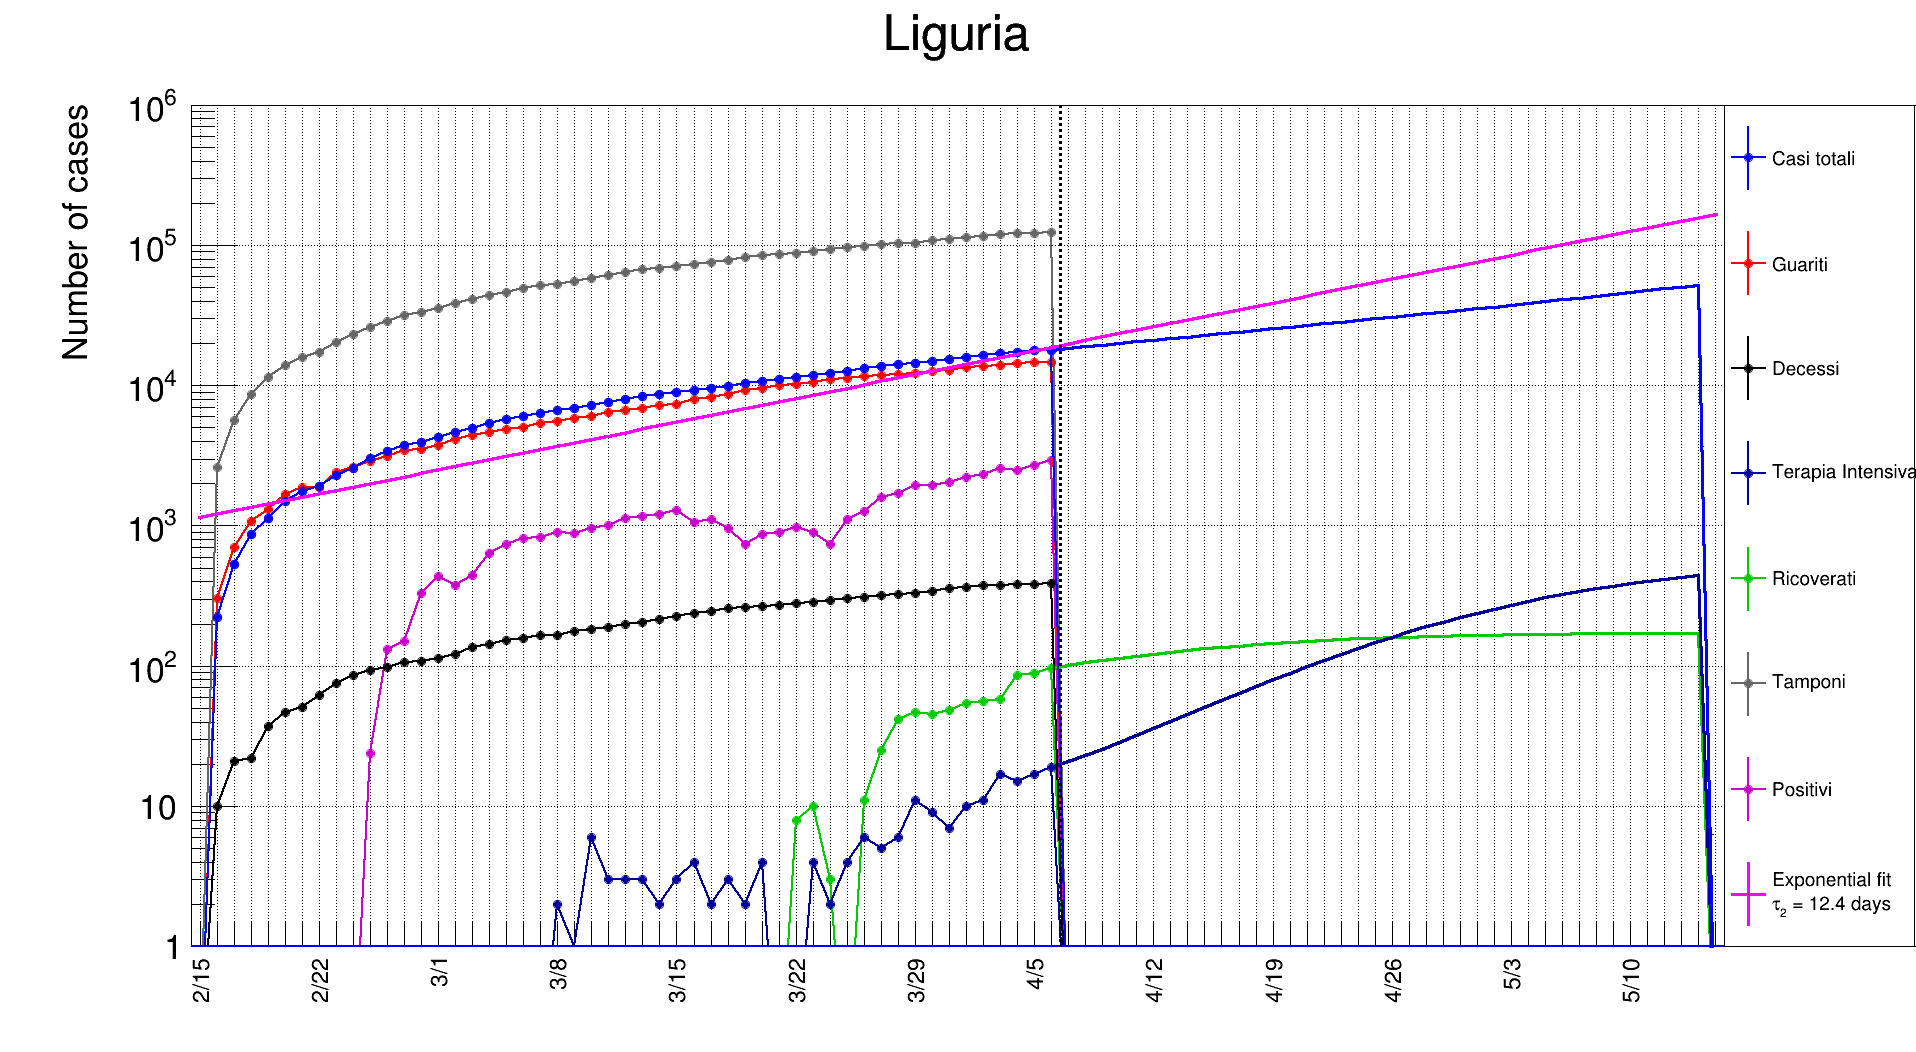 Liguria
Number of cases
10^6
10^5
10^4
10^3
10^2
10
1
2/15
2/22
3/1
3/8
3/15
3/22
3/29
4/5
4/12
4/19
4/26
5/3
5/10
Casi totali
Guariti
Decessi
Terapia Intensiva
Ricoverati
Tamponi
Positivi
Exponential fit
τ₂ = 12.4 days